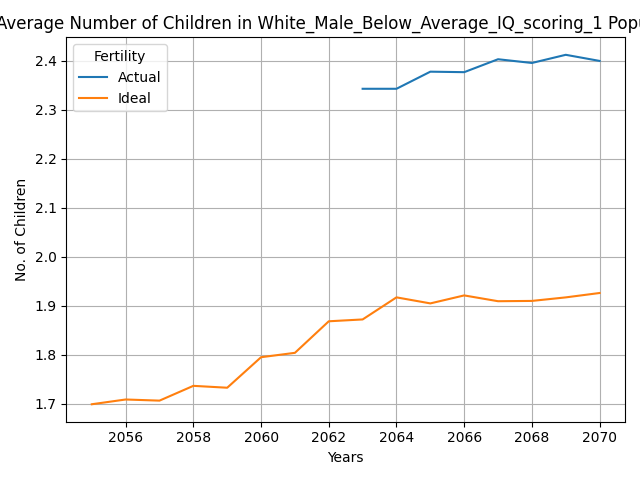 Average Number of Children in White_Male_Below_Average_IQ_scoring_1
Fertility
Actual
Ideal
2.4
2.3
2.2
2.1
2.0
1.9
1.8
1.7
No. of Children
2056 2058 2060 2062 2064 2066 2068 2070
Years